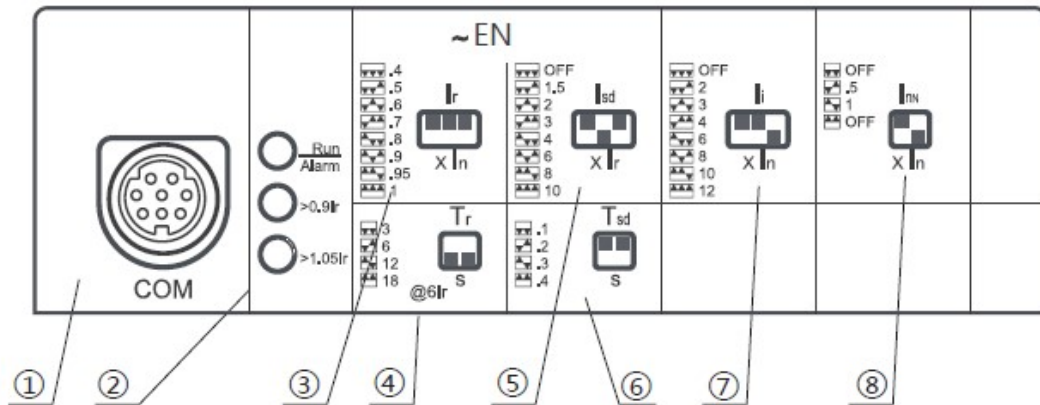 ~EN
COM
Run
Alarm
>0.9Ir
>1.05Ir
.4
.5
.6
.7
.8
.9
.95
1
Ir
X In
3
6
12
18
Tr
s
@6Ir
OFF
1.5
2
3
4
6
8
10
Isd
X Ir
.1
.2
.3
.4
Tsd
s
OFF
2
3
4
6
8
10
12
Ii
X In
OFF
.5
1
OFF
InN
X In
① ② ③ ④ ⑤ ⑥ ⑦ ⑧